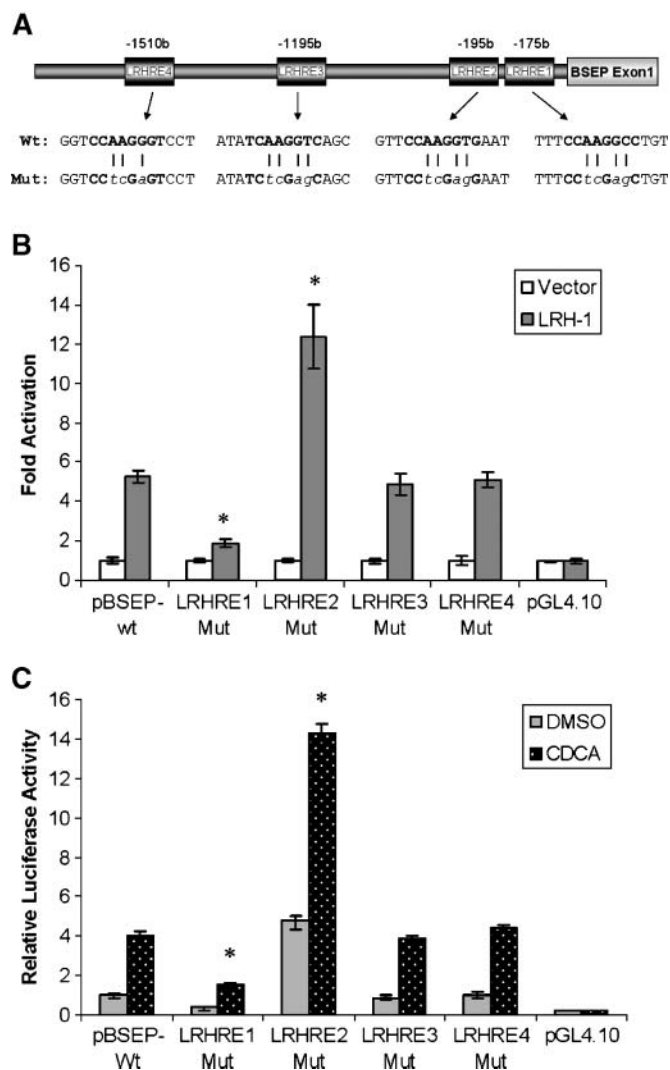 A
-1510b -1195b -195b -175b
LRHRE4 LRHRE3 LRHRE2 LRHRE1 BSEP Exon1
Wt: GGTCCAAGGGTCCT ATATCAAGGTCAGC GTTCCAAGGTGAAT TTTCCAAGGCCTGT
Mut: GGTCCtcGaGTCCT ATATCtcGagCAGC GTTCCtcGagGAAT TTTCCtcGagCTGT
B
Fold Activation
16
14
12
10
8
6
4
2
0
*
*
Vector
LRH-1
pBSEP-wt LRHRE1 Mut LRHRE2 Mut LRHRE3 Mut LRHRE4 Mut pGL4.10
C
Relative Luciferase Activity
16
14
12
10
8
6
4
2
0
*
*
DMSO
CDCA
pBSEP-Wt LRHRE1 Mut LRHRE2 Mut LRHRE3 Mut LRHRE4 Mut pGL4.10